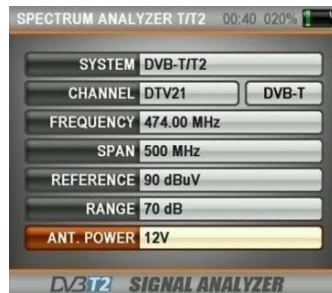 SPECTRUM ANALYZER T/T2 00:40 020%
SYSTEM DVB-T/T2
CHANNEL DTV21 DVB-T
FREQUENCY 474.00 MHz
SPAN 500 MHz
REFERENCE 90 dBuV
RANGE 70 dB
ANT. POWER 12V
DVBT2 SIGNAL ANALYZER